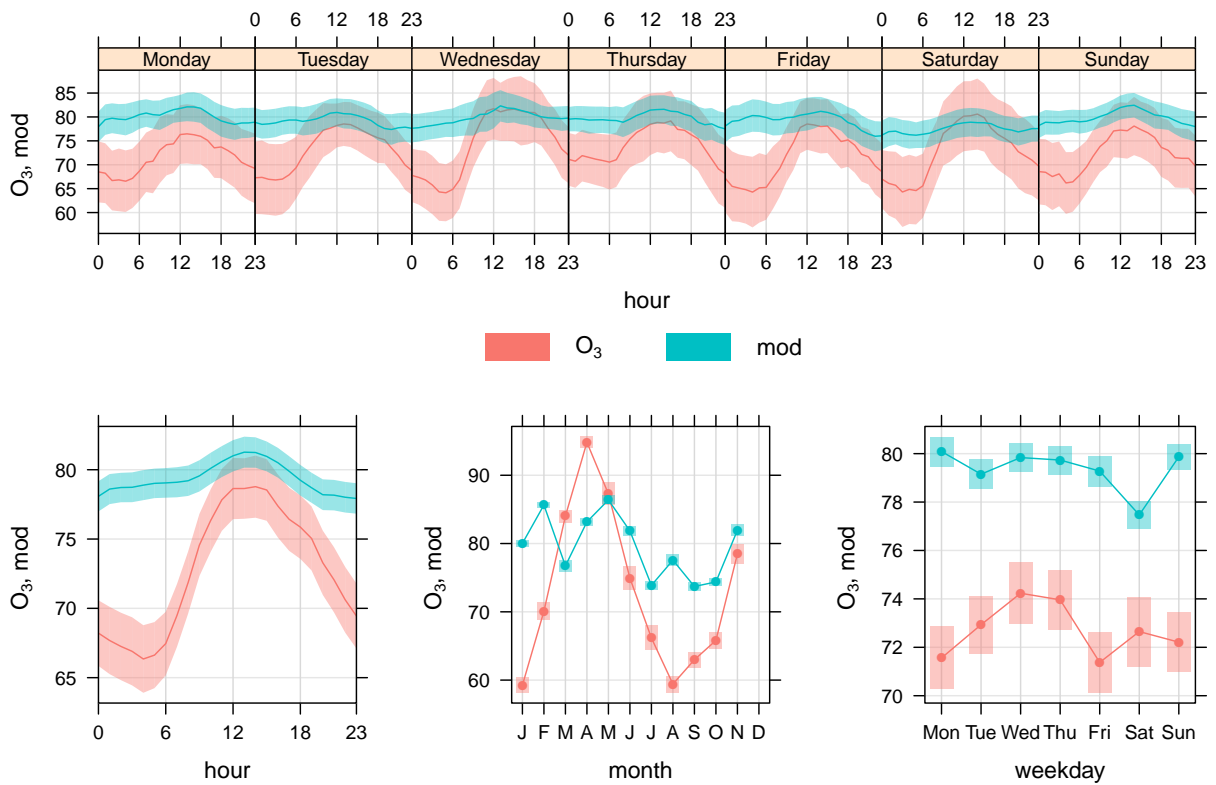 0 6 12 18 23 0 6 12 18 23 0 6 12 18 23
Monday Tuesday Wednesday Thursday Friday Saturday Sunday
O₃, mod
85
80
75
70
65
60
0 6 12 18 23 0 6 12 18 23 0 6 12 18 23 0 6 12 18 23
hour
O₃ mod
O₃, mod
80
75
70
65
0 6 12 18 23
hour
O₃, mod
90
80
70
60
J F M A M J J A S O N D
month
O₃, mod
80
78
76
74
72
70
Mon Tue Wed Thu Fri Sat Sun
weekday